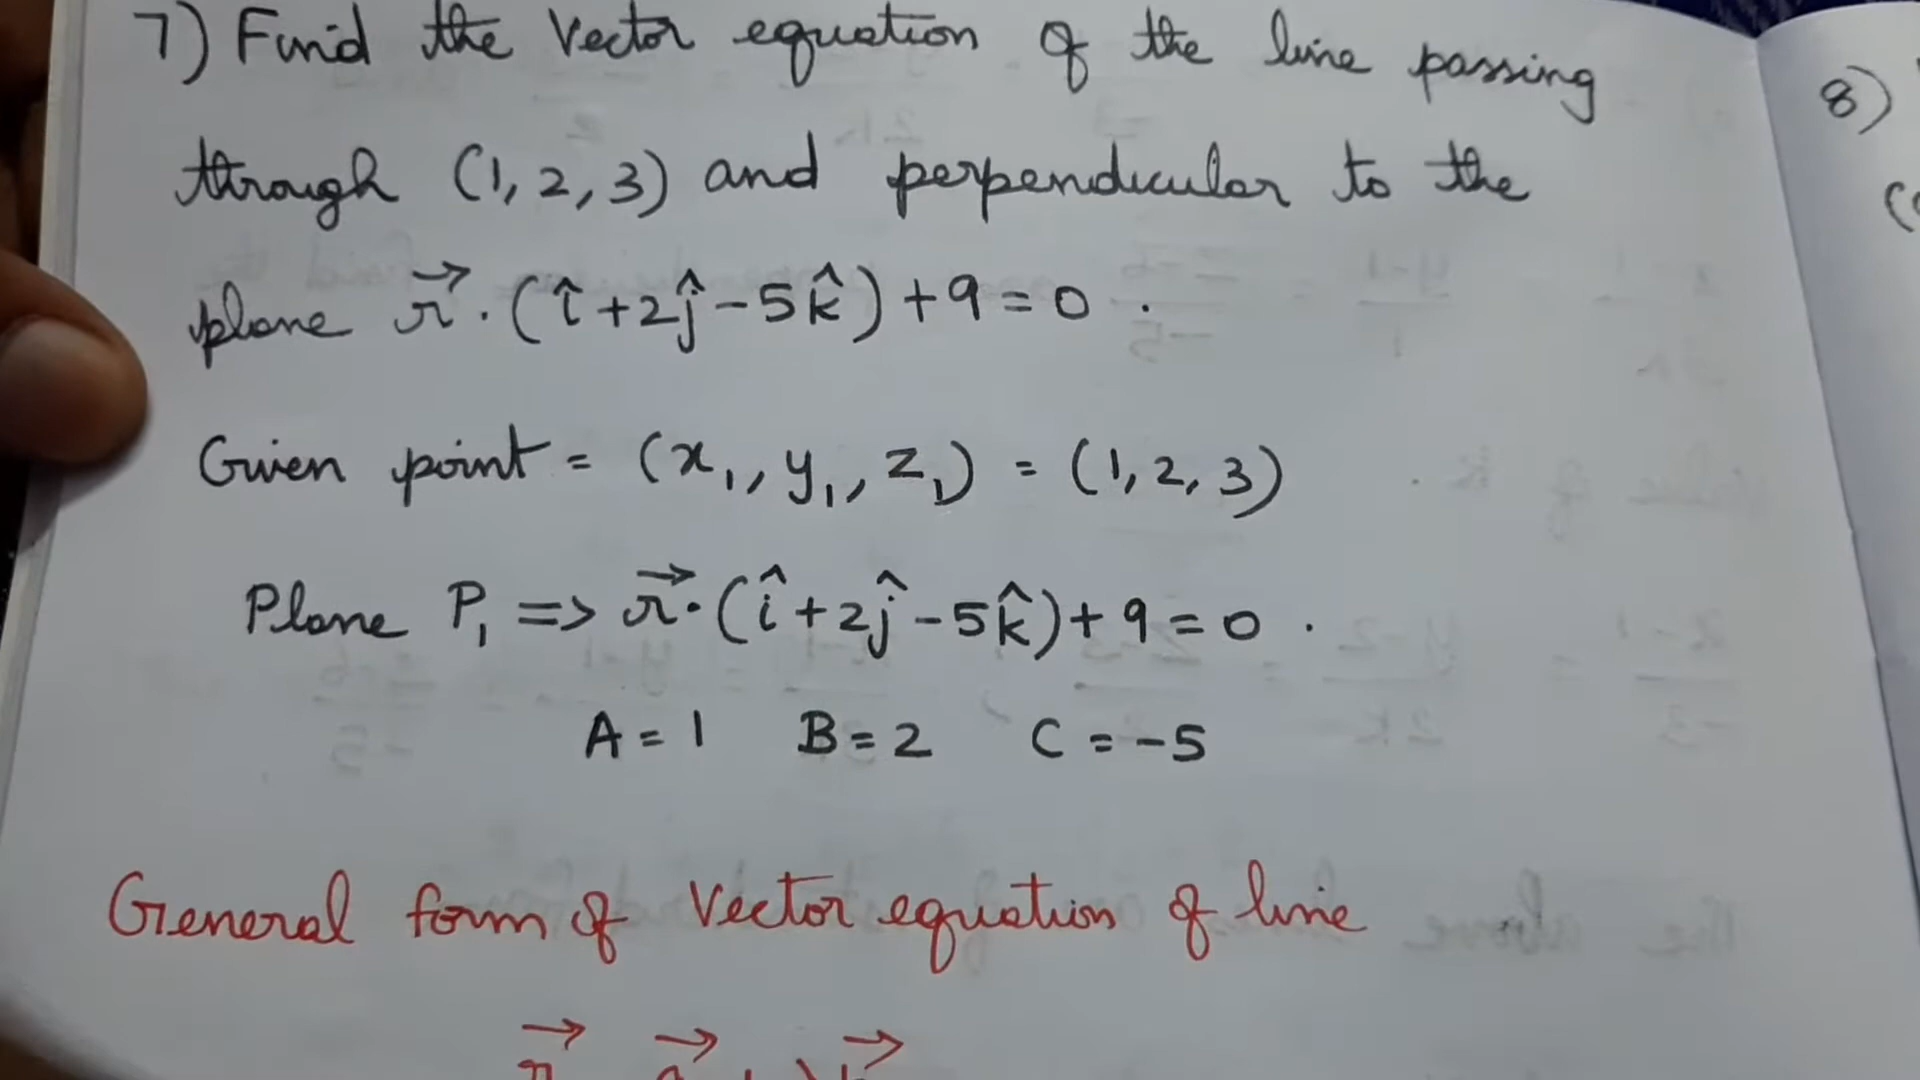 7) Find the Vector equation of the line passing
through (1, 2, 3) and perpendicular to the
plane r⃗ · (î + 2ĵ - 5k̂) + 9 = 0 .
Given point = (x₁, y₁, z₁) = (1, 2, 3)
Plane P₁ => r⃗ · (î + 2ĵ - 5k̂) + 9 = 0 .
A = 1 B = 2 C = -5
General form of Vector equation of line
8)